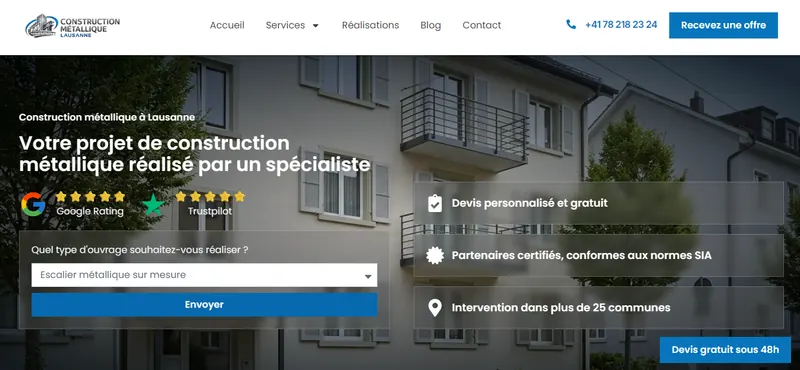 CONSTRUCTION
MÉTALLIQUE
LAUSANNE
Accueil
Services
Réalisations
Blog
Contact
+41 78 218 23 24
Recevez une offre
Construction métallique à Lausanne
Votre projet de construction
métallique réalisé par un spécialiste
Google Rating
Trustpilot
Quel type d'ouvrage souhaitez-vous réaliser ?
Escalier métallique sur mesure
Envoyer
Devis personnalisé et gratuit
Partenaires certifiés, conformes aux normes SIA
Intervention dans plus de 25 communes
Devis gratuit sous 48h